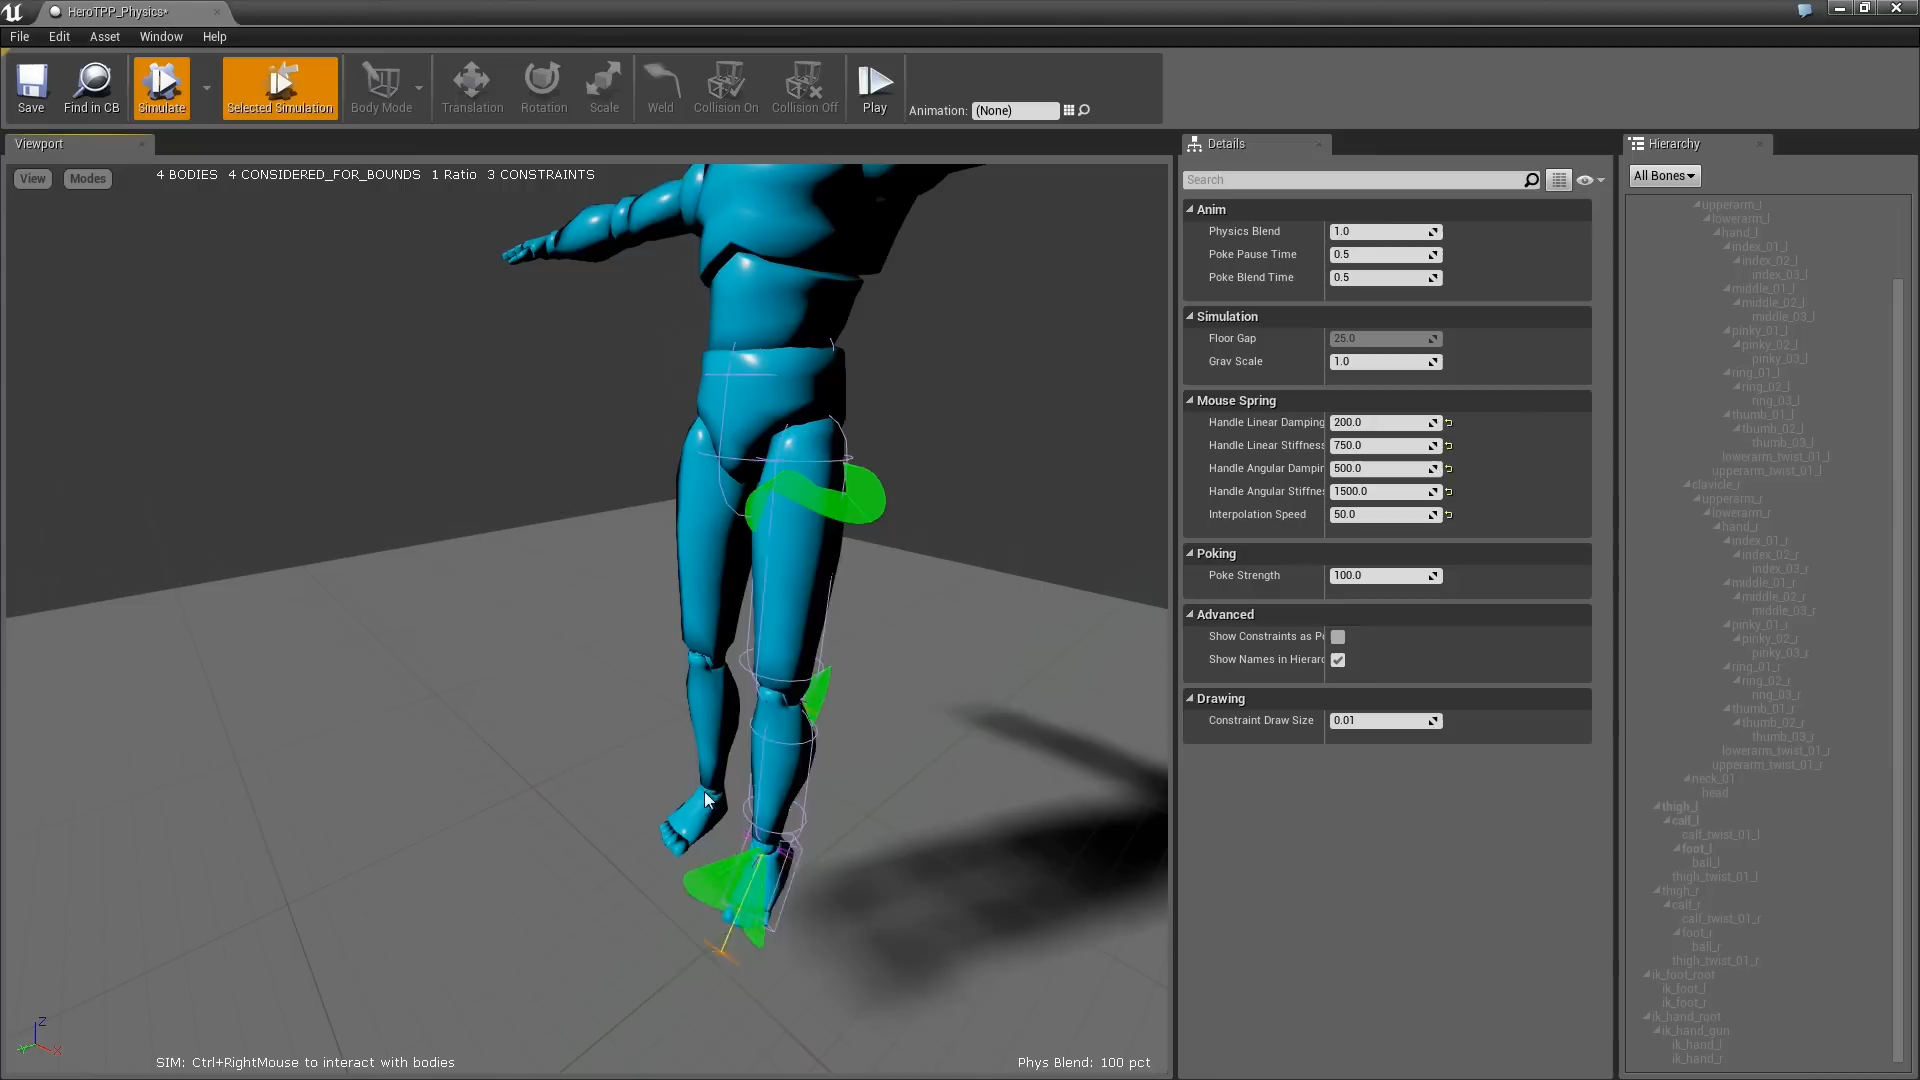 HeroTPP_Physics*
File Edit Asset Window Help
Save Find in CB Simulate Selected Simulation Body Mode Translation Rotation Scale Weld Collision On Collision Off Play Animation: (None)
Viewport
View Modes 4 BODIES 4 CONSIDERED_FOR_BOUNDS 1 Ratio 3 CONSTRAINTS
SIM: Ctrl+RightMouse to interact with bodies
Phys Blend: 100 pct
Z
X
Details
Search
Anim
Physics Blend 1.0
Poke Pause Time 0.5
Poke Blend Time 0.5
Simulation
Floor Gap 25.0
Grav Scale 1.0
Mouse Spring
Handle Linear Damping 200.0
Handle Linear Stiffness 750.0
Handle Angular Dampin 500.0
Handle Angular Stiffnes 1500.0
Interpolation Speed 50.0
Poking
Poke Strength 100.0
Advanced
Show Constraints as Po
Show Names in Hierarc
Drawing
Constraint Draw Size 0.01
Hierarchy
All Bones
upperarm_l
lowerarm_l
hand_l
index_01_l
index_02_l
index_03_l
middle_01_l
middle_02_l
middle_03_l
pinky_01_l
pinky_02_l
pinky_03_l
ring_01_l
ring_02_l
ring_03_l
thumb_01_l
thumb_02_l
thumb_03_l
lowerarm_twist_01_l
upperarm_twist_01_l
clavicle_r
upperarm_r
lowerarm_r
hand_r
index_01_r
index_02_r
index_03_r
middle_01_r
middle_02_r
middle_03_r
pinky_01_r
pinky_02_r
pinky_03_r
ring_01_r
ring_02_r
ring_03_r
thumb_01_r
thumb_02_r
thumb_03_r
lowerarm_twist_01_r
upperarm_twist_01_r
neck_01
head
thigh_l
calf_l
calf_twist_01_l
foot_l
ball_l
thigh_twist_01_l
thigh_r
calf_r
calf_twist_01_r
foot_r
ball_r
thigh_twist_01_r
ik_foot_root
ik_foot_l
ik_foot_r
ik_hand_root
ik_hand_gun
ik_hand_l
ik_hand_r